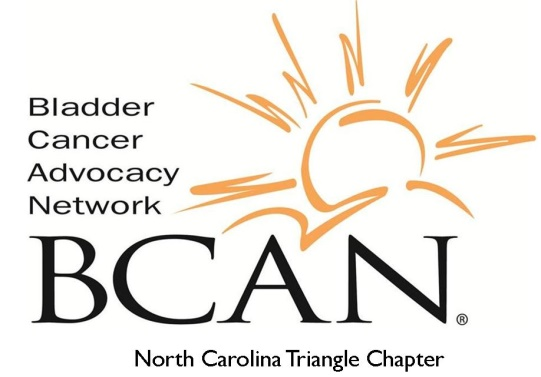 Bladder
Cancer
Advocacy
Network
BCAN®
North Carolina Triangle Chapter